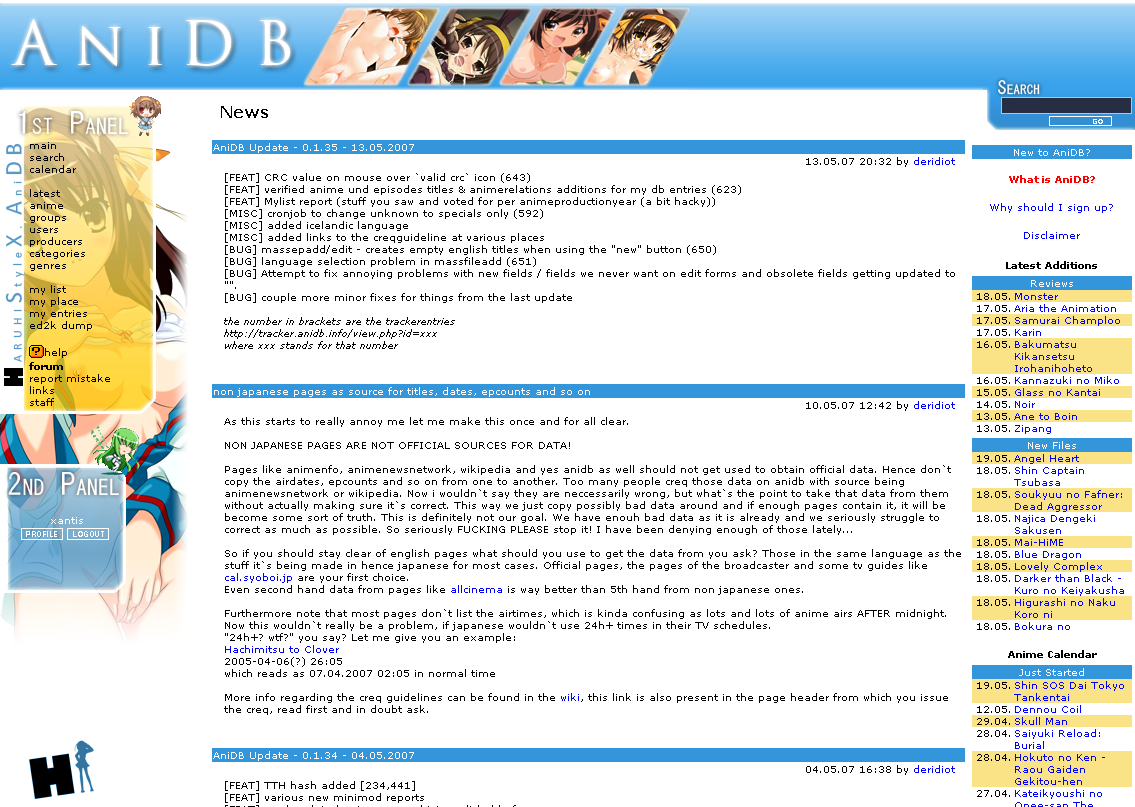 AniDB
Search
GO
1st Panel
main
search
calendar
latest
anime
groups
users
producers
categories
genres
my list
my place
my entries
ed2k dump
?help
forum
report mistake
links
staff
Haruhi StyleX.AniDB
2nd Panel
xantis
PROFILE LOGOUT
H
News
AniDB Update - 0.1.35 - 13.05.2007
13.05.07 20:32 by deridiot
[FEAT] CRC value on mouse over `valid crc` icon (643)
[FEAT] verified anime und episodes titles & animerelations additions for my db entries (623)
[FEAT] Mylist report (stuff you saw and voted for per animeproductionyear (a bit hacky))
[MISC] cronjob to change unknown to specials only (592)
[MISC] added icelandic language
[MISC] added links to the creqguideline at various places
[BUG] massepadd/edit - creates empty english titles when using the "new" button (650)
[BUG] language selection problem in massfileadd (651)
[BUG] Attempt to fix annoying problems with new fields / fields we never want on edit forms and obsolete fields getting updated to
"".
[BUG] couple more minor fixes for things from the last update
the number in brackets are the trackerentries
http://tracker.anidb.info/view.php?id=xxx
where xxx stands for that number
non japanese pages as source for titles, dates, epcounts and so on
10.05.07 12:42 by deridiot
As this starts to really annoy me let me make this once and for all clear.
NON JAPANESE PAGES ARE NOT OFFICIAL SOURCES FOR DATA!
Pages like animenfo, animenewsnetwork, wikipedia and yes anidb as well should not get used to obtain official data. Hence don`t
copy the airdates, epcounts and so on from one to another. Too many people creq those data on anidb with source being
animenewsnetwork or wikipedia. Now i wouldn`t say they are neccessarily wrong, but what`s the point to take that data from them
without actually making sure it`s correct. This way we just copy possibly bad data around and if enough pages contain it, it will be
become some sort of truth. This is definitely not our goal. We have enouh bad data as it is already and we seriously struggle to
correct as much as possible. So seriously FUCKING PLEASE stop it! I have been denying enough of those lately...
So if you should stay clear of english pages what should you use to get the data from you ask? Those in the same language as the
stuff it`s being made in hence japanese for most cases. Official pages, the pages of the broadcaster and some tv guides like
cal.syoboi.jp are your first choice.
Even second hand data from pages like allcinema is way better than 5th hand from non japanese ones.
Furthermore note that most pages don`t list the airtimes, which is kinda confusing as lots and lots of anime airs AFTER midnight.
Now this wouldn`t really be a problem, if japanese wouldn`t use 24h+ times in their TV schedules.
"24h+? wtf?" you say? Let me give you an example:
Hachimitsu to Clover
2005-04-06(?) 26:05
which reads as 07.04.2007 02:05 in normal time
More info regarding the creq guidelines can be found in the wiki, this link is also present in the page header from which you issue
the creq, read first and in doubt ask.
AniDB Update - 0.1.34 - 04.05.2007
04.05.07 16:38 by deridiot
[FEAT] TTH hash added [234,441]
[FEAT] various new minimod reports
New to AniDB?
What is AniDB?
Why should I sign up?
Disclaimer
Latest Additions
Reviews
18.05. Monster
17.05. Aria the Animation
17.05. Samurai Champloo
17.05. Karin
16.05. Bakumatsu
Kikansetsu
Irohanihoheto
16.05. Kannazuki no Miko
15.05. Glass no Kantai
14.05. Noir
13.05. Ane to Boin
13.05. Zipang
New Files
19.05. Angel Heart
18.05. Shin Captain
Tsubasa
18.05. Soukyuu no Fafner:
Dead Aggressor
18.05. Najica Dengeki
Sakusen
18.05. Mai-HiME
18.05. Blue Dragon
18.05. Lovely Complex
18.05. Darker than Black -
Kuro no Keiyakusha
18.05. Higurashi no Naku
Koro ni
18.05. Bokura no
Anime Calendar
Just Started
19.05. Shin SOS Dai Tokyo
Tankentai
12.05. Dennou Coil
29.04. Skull Man
28.04. Saiyuki Reload:
Burial
28.04. Hokuto no Ken -
Raou Gaiden
Gekitou-hen
27.04. Kateikyoushi no
Onee-san The